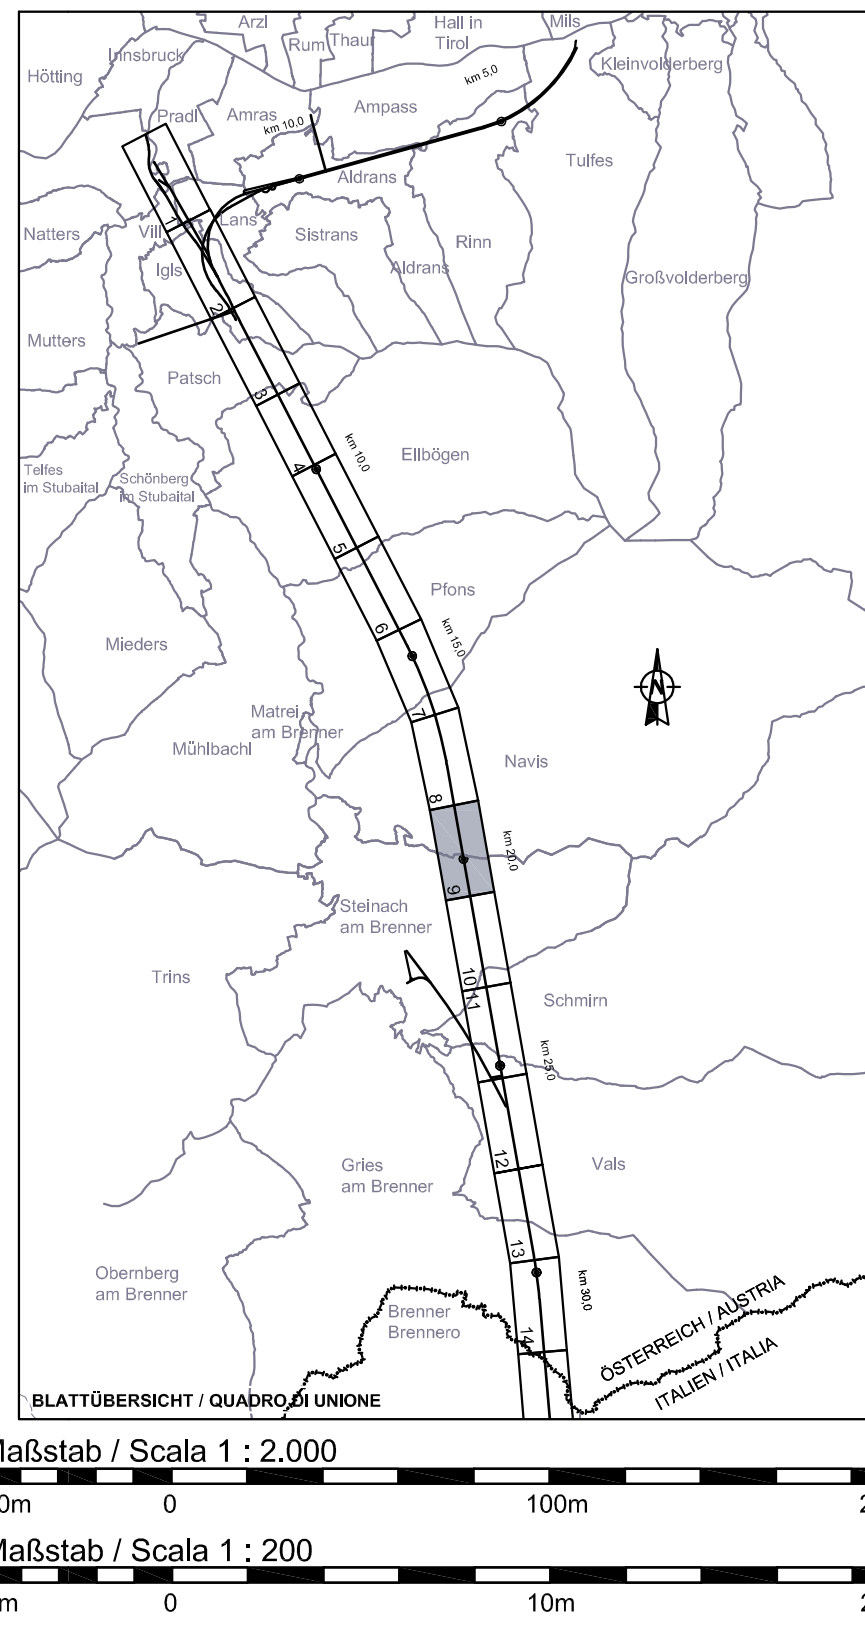 Arzl
Hall in
Tirol
Mils
Rum
Thaur
Innsbruck
Hötting
Kleinvolderberg
km 5,0
Pradl
Amras
Ampass
km 10,0
Tulfes
Aldrans
Natters
1
Vill
Lans
Sistrans
Rinn
Igls
Aldrans
Großvolderberg
2
Mutters
Patsch
3
Telfes
im Stubaital
Schönberg
im Stubaital
4
km 10,0
Ellbögen
5
Pfons
6
km 15,0
Mieders
N
Matrei
am Brenner
7
Mühlbachl
Navis
8
km 20,0
9
Steinach
am Brenner
Trins
10
11
Schmirn
km 25,0
Gries
am Brenner
12
Vals
13
Obernberg
am Brenner
km 30,0
Brenner
Brennero
14
ÖSTERREICH / AUSTRIA
ITALIEN / ITALIA
BLATTÜBERSICHT / QUADRO DI UNIONE
Maßstab / Scala 1 : 2.000
0m 0 100m 2
Maßstab / Scala 1 : 200
m 0 10m 2